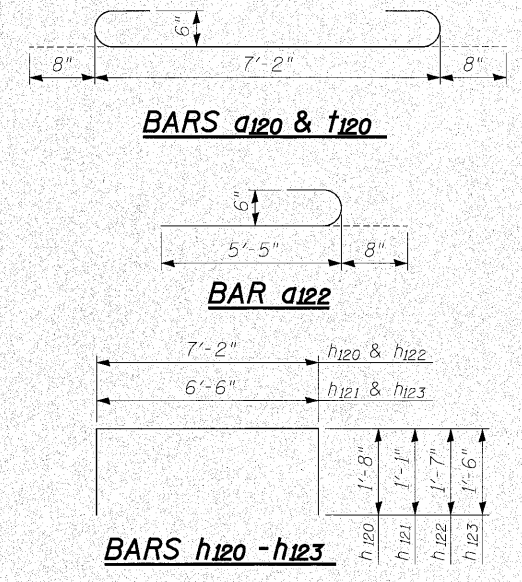 6"
8" 7'-2" 8"
BARS a120 & t120
6"
5'-5" 8"
BAR a122
7'-2" h120 & h122
6'-6" h121 & h123
1'-8" 1'-1" 1'-7" 1'-6"
h120 h121 h122 h123
BARS h120 - h123